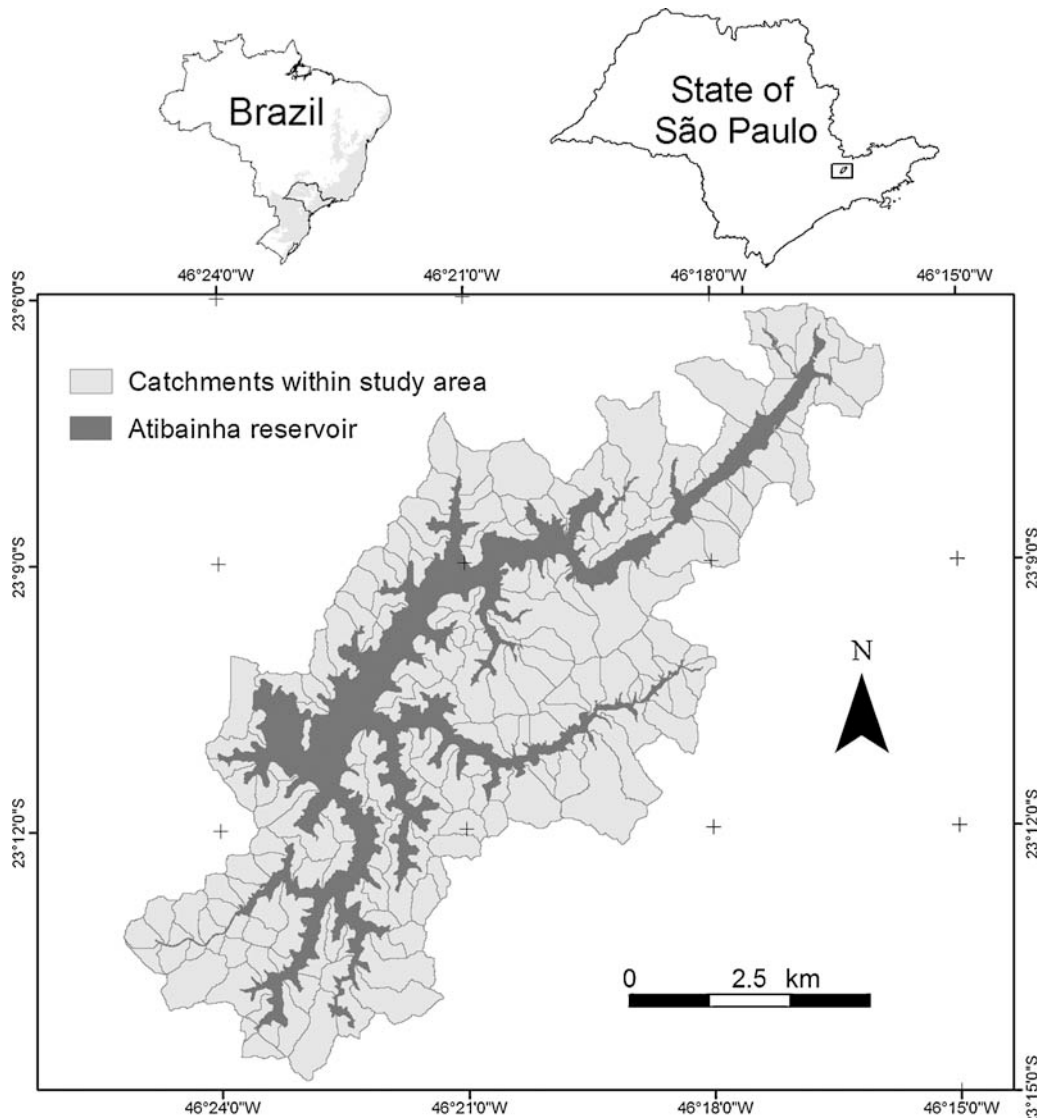 Brazil
State of
São Paulo
46°24'0"W
46°21'0"W
46°18'0"W
46°15'0"W
23°6'0"S
Catchments within study area
Atibainha reservoir
23°9'0"S
23°9'0"S
N
23°12'0"S
23°12'0"S
0 2.5 km
23°15'0"S
46°24'0"W
46°21'0"W
46°18'0"W
46°15'0"W